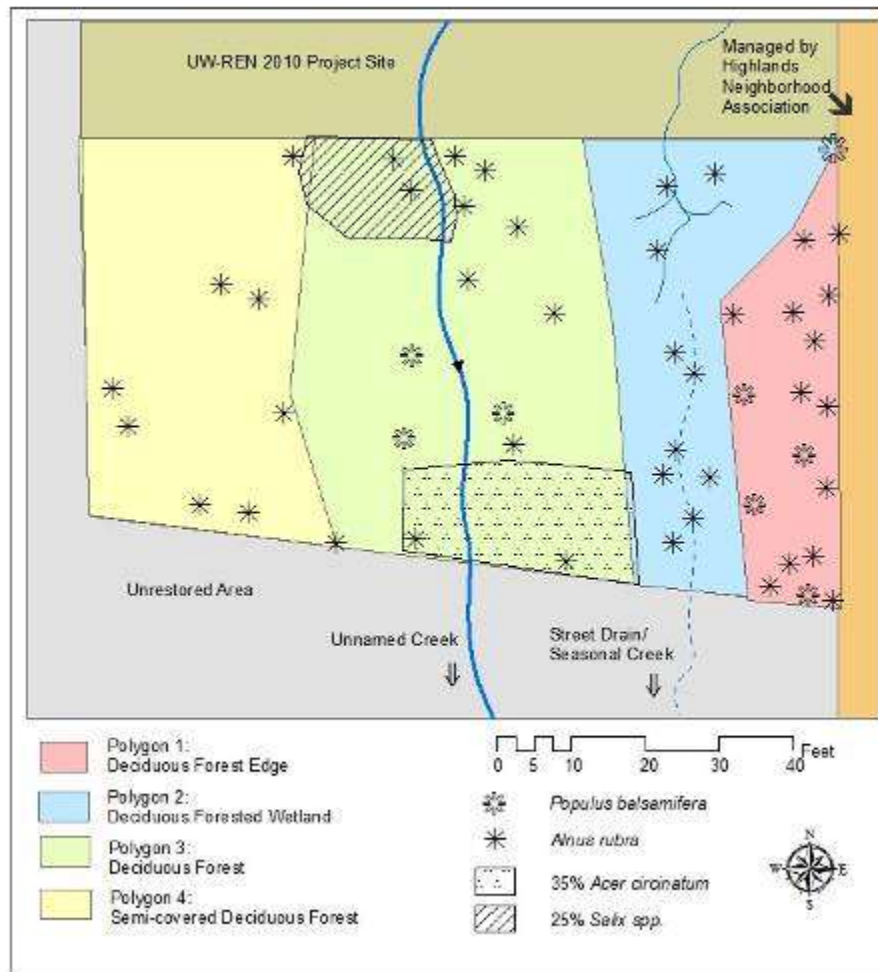 UW-REN 2010 Project Site
Managed by
Highlands
Neighborhood
Association
Unrestored Area
Unnamed Creek
Street Drain/
Seasonal Creek
Polygon 1:
Deciduous Forest Edge
Polygon 2:
Deciduous Forested Wetland
Polygon 3:
Deciduous Forest
Polygon 4:
Semi-covered Deciduous Forest
Feet
0 5 10 20 30 40
Populus balsamifera
Alnus rubra
35% Acer circinatum
25% Salix spp.
N
W E
S